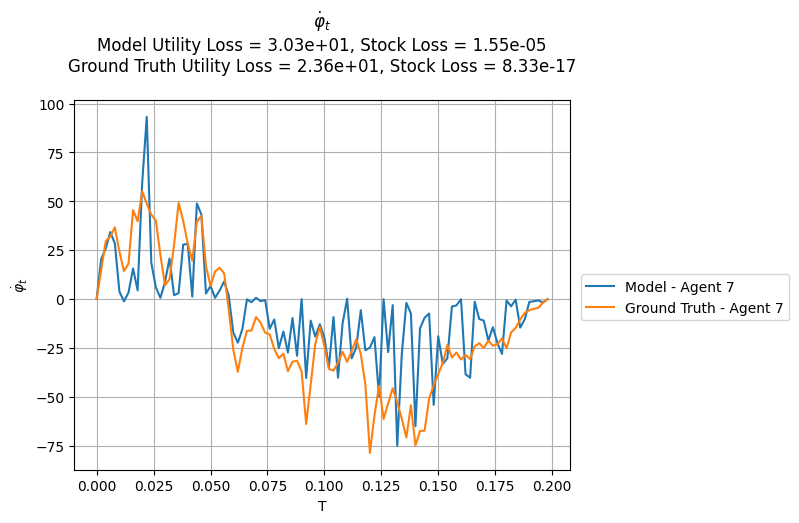 φ̇ₜ
Model Utility Loss = 3.03e+01, Stock Loss = 1.55e-05
Ground Truth Utility Loss = 2.36e+01, Stock Loss = 8.33e-17
100
75
50
25
0
−25
−50
−75
φ̇ₜ
0.000 0.025 0.050 0.075 0.100 0.125 0.150 0.175 0.200
T
Model - Agent 7
Ground Truth - Agent 7